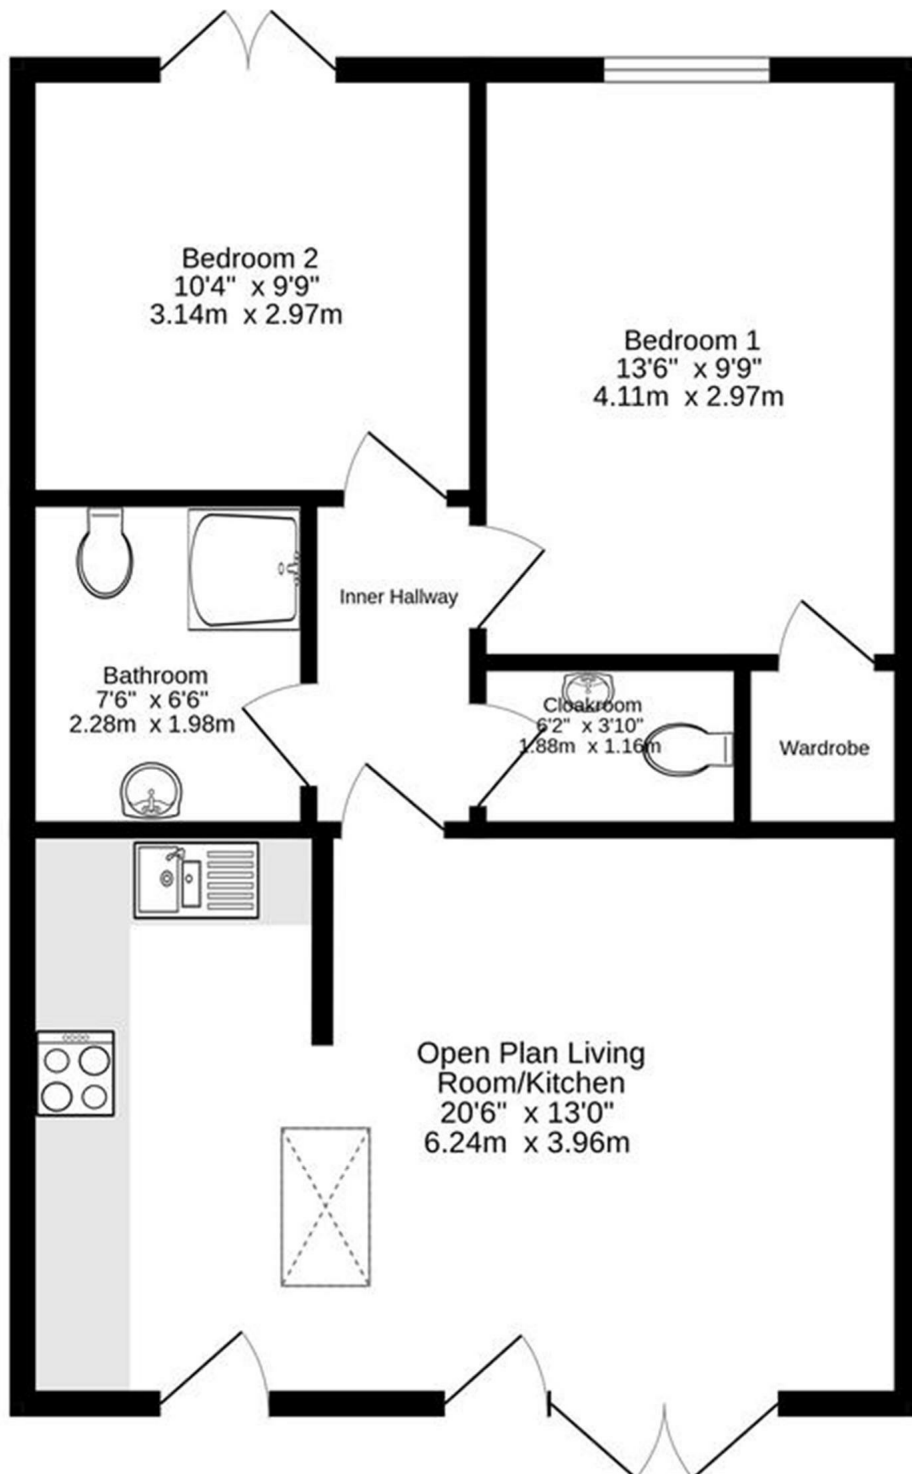 Bedroom 2
10'4" x 9'9"
3.14m x 2.97m
Bedroom 1
13'6" x 9'9"
4.11m x 2.97m
Inner Hallway
Bathroom
7'6" x 6'6"
2.28m x 1.98m
Cloakroom
6'2" x 3'10"
1.88m x 1.16m
Wardrobe
Open Plan Living
Room/Kitchen
20'6" x 13'0"
6.24m x 3.96m